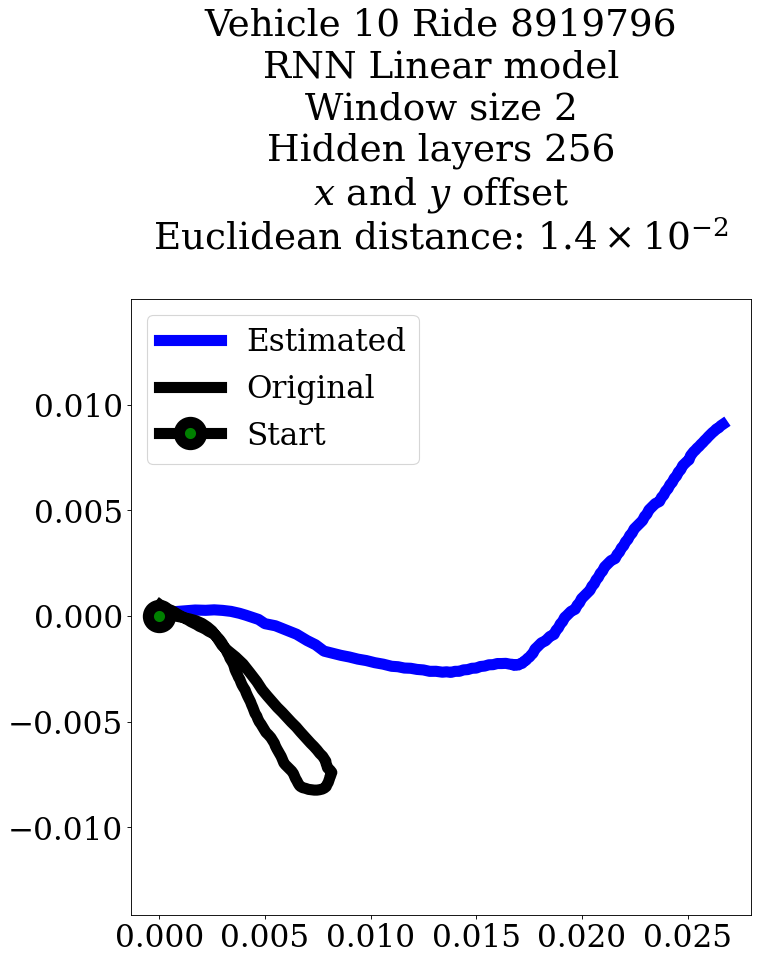 Vehicle 10 Ride 8919796
RNN Linear model
Window size 2
Hidden layers 256
x and y offset
Euclidean distance: 1.4 × 10⁻²
Estimated
Original
Start
0.010
0.005
0.000
−0.005
−0.010
0.000 0.005 0.010 0.015 0.020 0.025